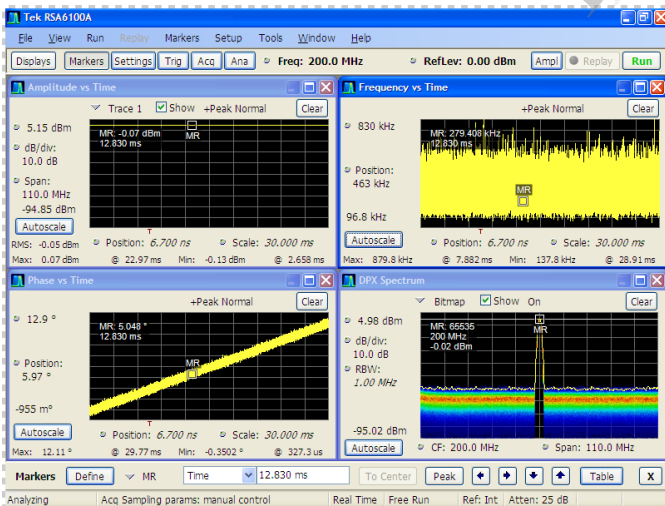 Tek RSA6100A
File View Run Replay Markers Setup Tools Window Help
Displays Markers Settings Trig Acq Ana Freq: 200.0 MHz RefLev: 0.00 dBm Ampl Replay Run
Amplitude vs Time
Trace 1 Show +Peak Normal Clear
5.15 dBm
MR: -0.07 dBm
12.830 ms
MR
dB/div:
10.0 dB
Span:
110.0 MHz
-94.85 dBm
Autoscale
T
Position: 6.700 ns Scale: 30.000 ms
RMS: -0.05 dBm
Max: 0.07 dBm @ 22.97 ms Min: -0.13 dBm @ 2.658 ms
Frequency vs Time
+Peak Normal Clear
830 kHz
MR: 279.408 kHz
12.830 ms
MR
Position:
463 kHz
96.8 kHz
T
Autoscale Position: 6.700 ns Scale: 30.000 ms
Max: 879.8 kHz @ 7.882 ms Min: 137.8 kHz @ 28.91 ms
Phase vs Time
+Peak Normal Clear
12.9 °
MR: 5.048 °
12.830 ms
MR
Position:
5.97 °
-955 m°
T
Autoscale Position: 6.700 ns Scale: 30.000 ms
Max: 12.11 ° @ 29.77 ms Min: -0.3502 ° @ 327.3 us
DPX Spectrum
Bitmap Show On Clear
4.98 dBm
MR: 65535
200 MHz
-0.02 dBm
R
MR
dB/div:
10.0 dB
RBW:
1.00 MHz
-95.02 dBm
Autoscale CF: 200.0 MHz Span: 110.0 MHz
Markers Define MR Time 12.830 ms To Center Peak Table X
Analyzing Acq Sampling params: manual control Real Time Free Run Ref: Int Atten: 25 dB